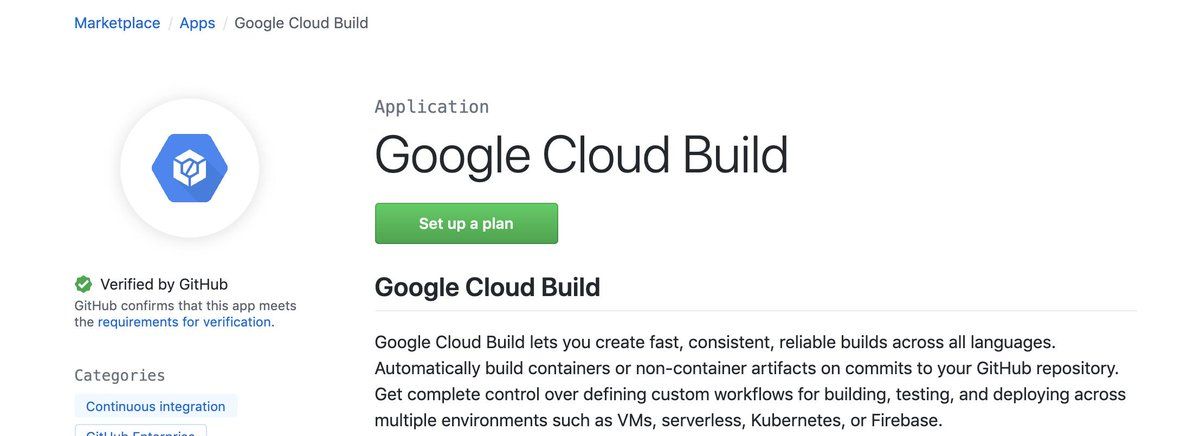 Marketplace / Apps / Google Cloud Build
Application
Google Cloud Build
Set up a plan
Verified by GitHub
GitHub confirms that this app meets
the requirements for verification.
Categories
Continuous integration
GitHub Enterprise
Google Cloud Build
Google Cloud Build lets you create fast, consistent, reliable builds across all languages.
Automatically build containers or non-container artifacts on commits to your GitHub repository.
Get complete control over defining custom workflows for building, testing, and deploying across
multiple environments such as VMs, serverless, Kubernetes, or Firebase.